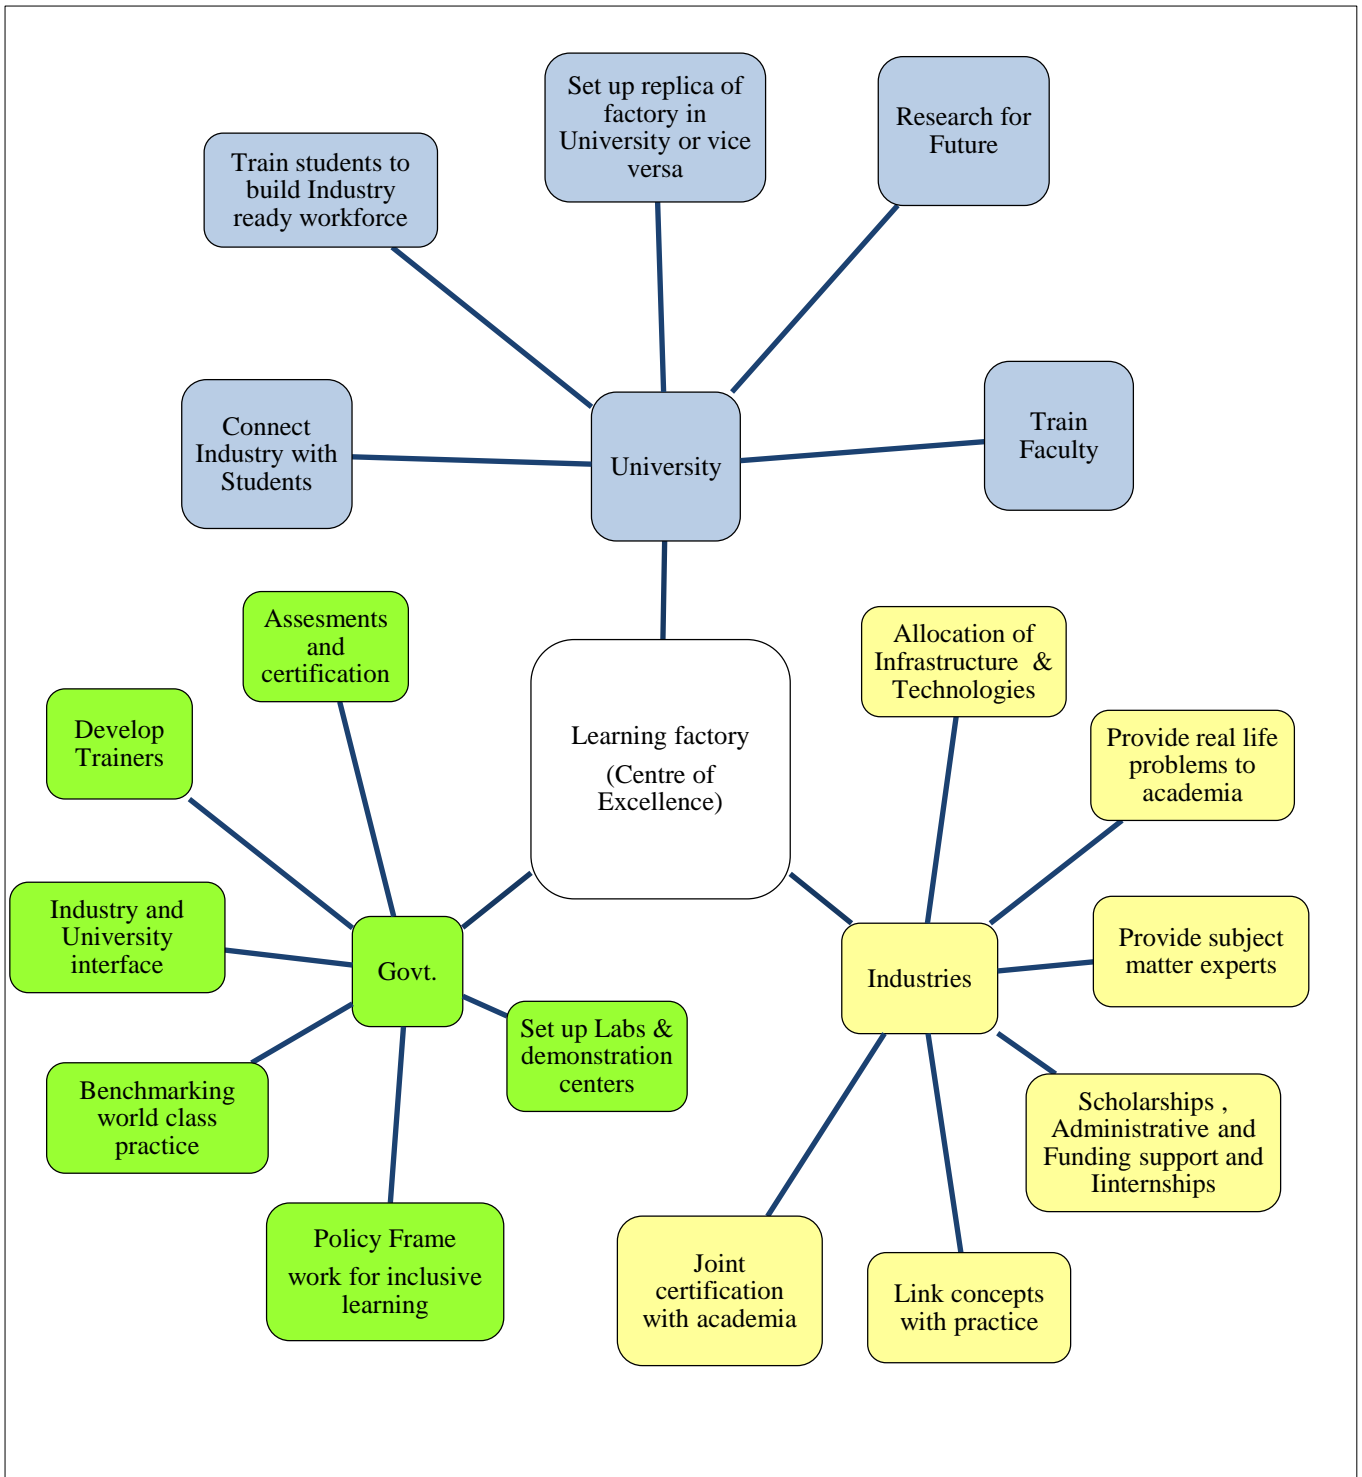 Set up replica of
factory in
University or vice
versa
Research for
Future
Train students to
build Industry
ready workforce
Connect
Industry with
Students
University
Train
Faculty
Assesments
and
certification
Develop
Trainers
Industry and
University
interface
Govt.
Benchmarking
world class
practice
Set up Labs &
demonstration
centers
Policy Frame
work for inclusive
learning
Learning factory
(Centre of
Excellence)
Allocation of
Infrastructure  &
Technologies
Provide real life
problems to
academia
Industries
Provide subject
matter experts
Scholarships ,
Administrative and
Funding support and
Iinternships
Joint
certification
with academia
Link concepts
with practice